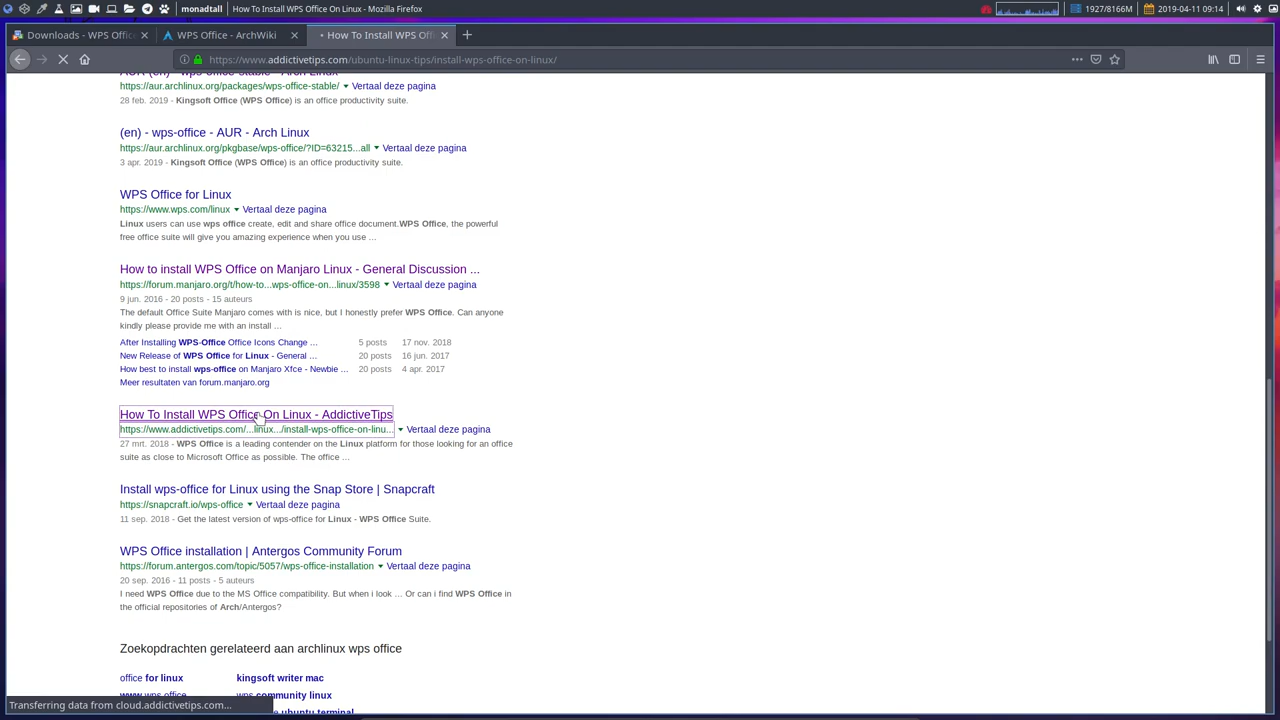 monadtall
How To Install WPS Office On Linux - Mozilla Firefox
1927/8166M
2019-04-11 09:14
Downloads - WPS Offic
WPS Office - ArchWiki
How To Install WPS Of
https://www.addictivetips.com/ubuntu-linux-tips/install-wps-office-on-linux/
AUR (en) - wps-office-stable - Arch Linux
https://aur.archlinux.org/packages/wps-office-stable/ Vertaal deze pagina
28 feb. 2019 - Kingsoft Office (WPS Office) is an office productivity suite.
(en) - wps-office - AUR - Arch Linux
https://aur.archlinux.org/pkgbase/wps-office/?ID=63215...all Vertaal deze pagina
3 apr. 2019 - Kingsoft Office (WPS Office) is an office productivity suite.
WPS Office for Linux
https://www.wps.com/linux Vertaal deze pagina
Linux users can use wps office create, edit and share office document.WPS Office, the powerful
free office suite will give you amazing experience when you use ...
How to install WPS Office on Manjaro Linux - General Discussion ...
https://forum.manjaro.org/t/how-to...wps-office-on...linux/3598 Vertaal deze pagina
9 jun. 2016 - 20 posts - 15 auteurs
The default Office Suite Manjaro comes with is nice, but I honestly prefer WPS Office. Can anyone
kindly please provide me with an install ...
After Installing WPS-Office Office Icons Change ... 5 posts 17 nov. 2018
New Release of WPS Office for Linux - General ... 20 posts 16 jun. 2017
How best to install wps-office on Manjaro Xfce - Newbie ... 20 posts 4 apr. 2017
Meer resultaten van forum.manjaro.org
How To Install WPS Office On Linux - AddictiveTips
https://www.addictivetips.com/...linux.../install-wps-office-on-linu... Vertaal deze pagina
27 mrt. 2018 - WPS Office is a leading contender on the Linux platform for those looking for an office
suite as close to Microsoft Office as possible. The office ...
Install wps-office for Linux using the Snap Store | Snapcraft
https://snapcraft.io/wps-office Vertaal deze pagina
11 sep. 2018 - Get the latest version of wps-office for Linux - WPS Office Suite.
WPS Office installation | Antergos Community Forum
https://forum.antergos.com/topic/5057/wps-office-installation Vertaal deze pagina
20 sep. 2016 - 11 posts - 5 auteurs
I need WPS Office due to the MS Office compatibility. But when i look ... Or can i find WPS Office in
the official repositories of Arch/Antergos?
Zoekopdrachten gerelateerd aan archlinux wps office
office for linux kingsoft writer mac
www wps office wps community linux
ubuntu terminal
Transferring data from cloud.addictivetips.com...